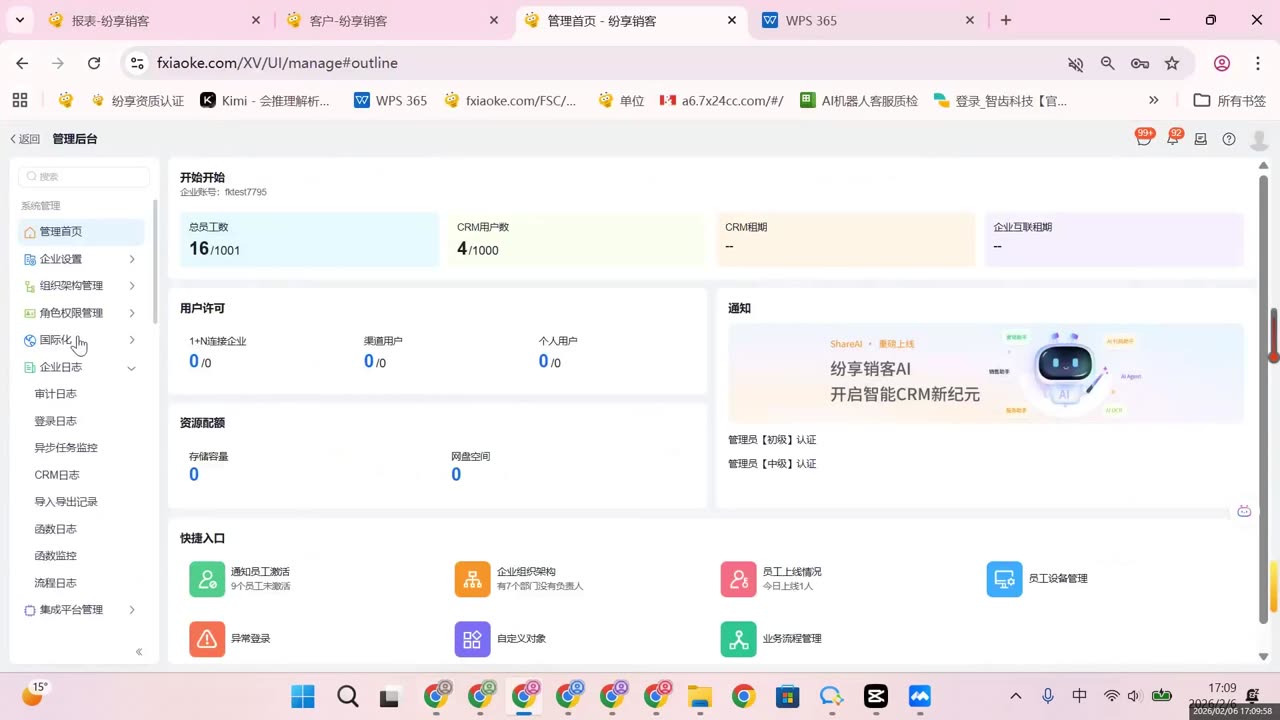 报表-纷享销客
客户-纷享销客
管理首页 - 纷享销客
WPS 365
fxiaoke.com/XV/UI/manage#outline
纷享资质认证
Kimi - 会推理解析...
WPS 365
fxiaoke.com/FSC/...
单位
a6.7x24cc.com/#/
AI机器人客服质检
登录_智齿科技【官...
所有书签
返回
管理后台
99+
92
搜索
系统管理
管理首页
企业设置
组织架构管理
角色权限管理
国际化
企业日志
审计日志
登录日志
异步任务监控
CRM日志
导入导出记录
函数日志
函数监控
流程日志
集成平台管理
开始开始
企业账号：fktest7795
总员工数
16/1001
CRM用户数
4/1000
CRM租期
--
企业互联租期
--
用户许可
1+N连接企业
0/0
渠道用户
0/0
个人用户
0/0
资源配额
存储容量
0
网盘空间
0
通知
ShareAI · 重磅上线
纷享销客AI
开启智能CRM新纪元
销售助手
AI Agent
AI
管理员【初级】认证
管理员【中级】认证
快捷入口
通知员工激活
9个员工未激活
企业组织架构
有7个部门没有负责人
员工上线情况
今日上线1人
员工设备管理
异常登录
自定义对象
业务流程管理
15°
中
17:09
2026/2/6
2026/02/06 17:09:58